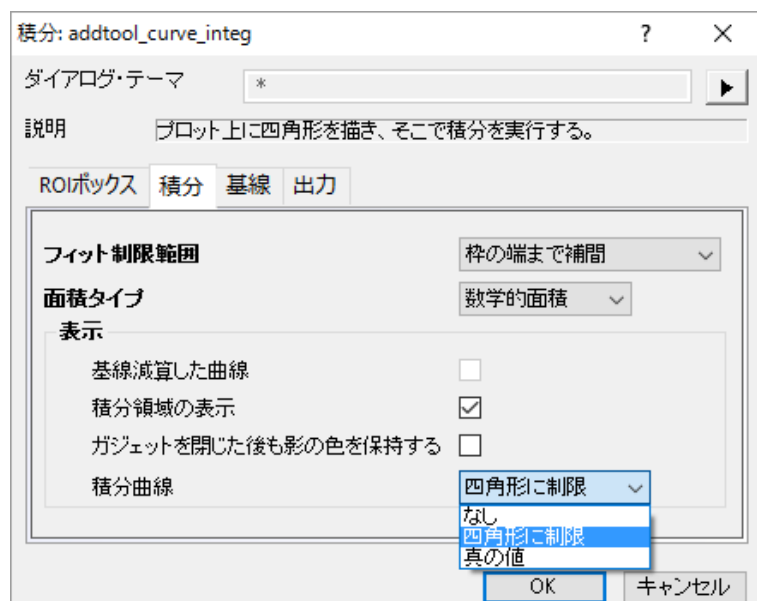 積分: addtool_curve_integ ? ×
ダイアログ・テーマ *
説明 プロット上に四角形を描き、そこで積分を実行する。
ROIボックス 積分 基線 出力
フィット制限範囲 枠の端まで補間
面積タイプ 数学的面積
表示
基線減算した曲線
積分領域の表示
ガジェットを閉じた後も影の色を保持する
積分曲線 四角形に制限
なし
四角形に制限
真の値
OK キャンセル